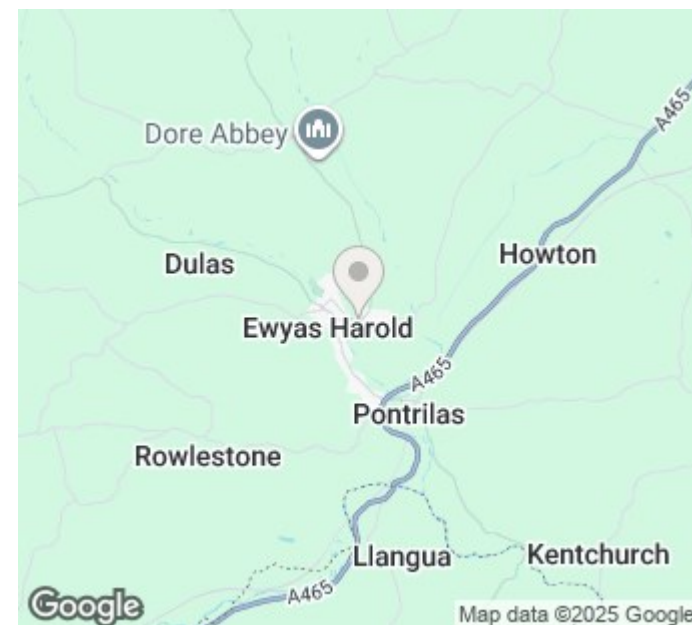 A465
Dore Abbey
Howton
Dulas
Ewyas Harold
A465
Pontrilas
Rowlestone
Llangua
Kentchurch
A465
Google
Map data ©2025 Google